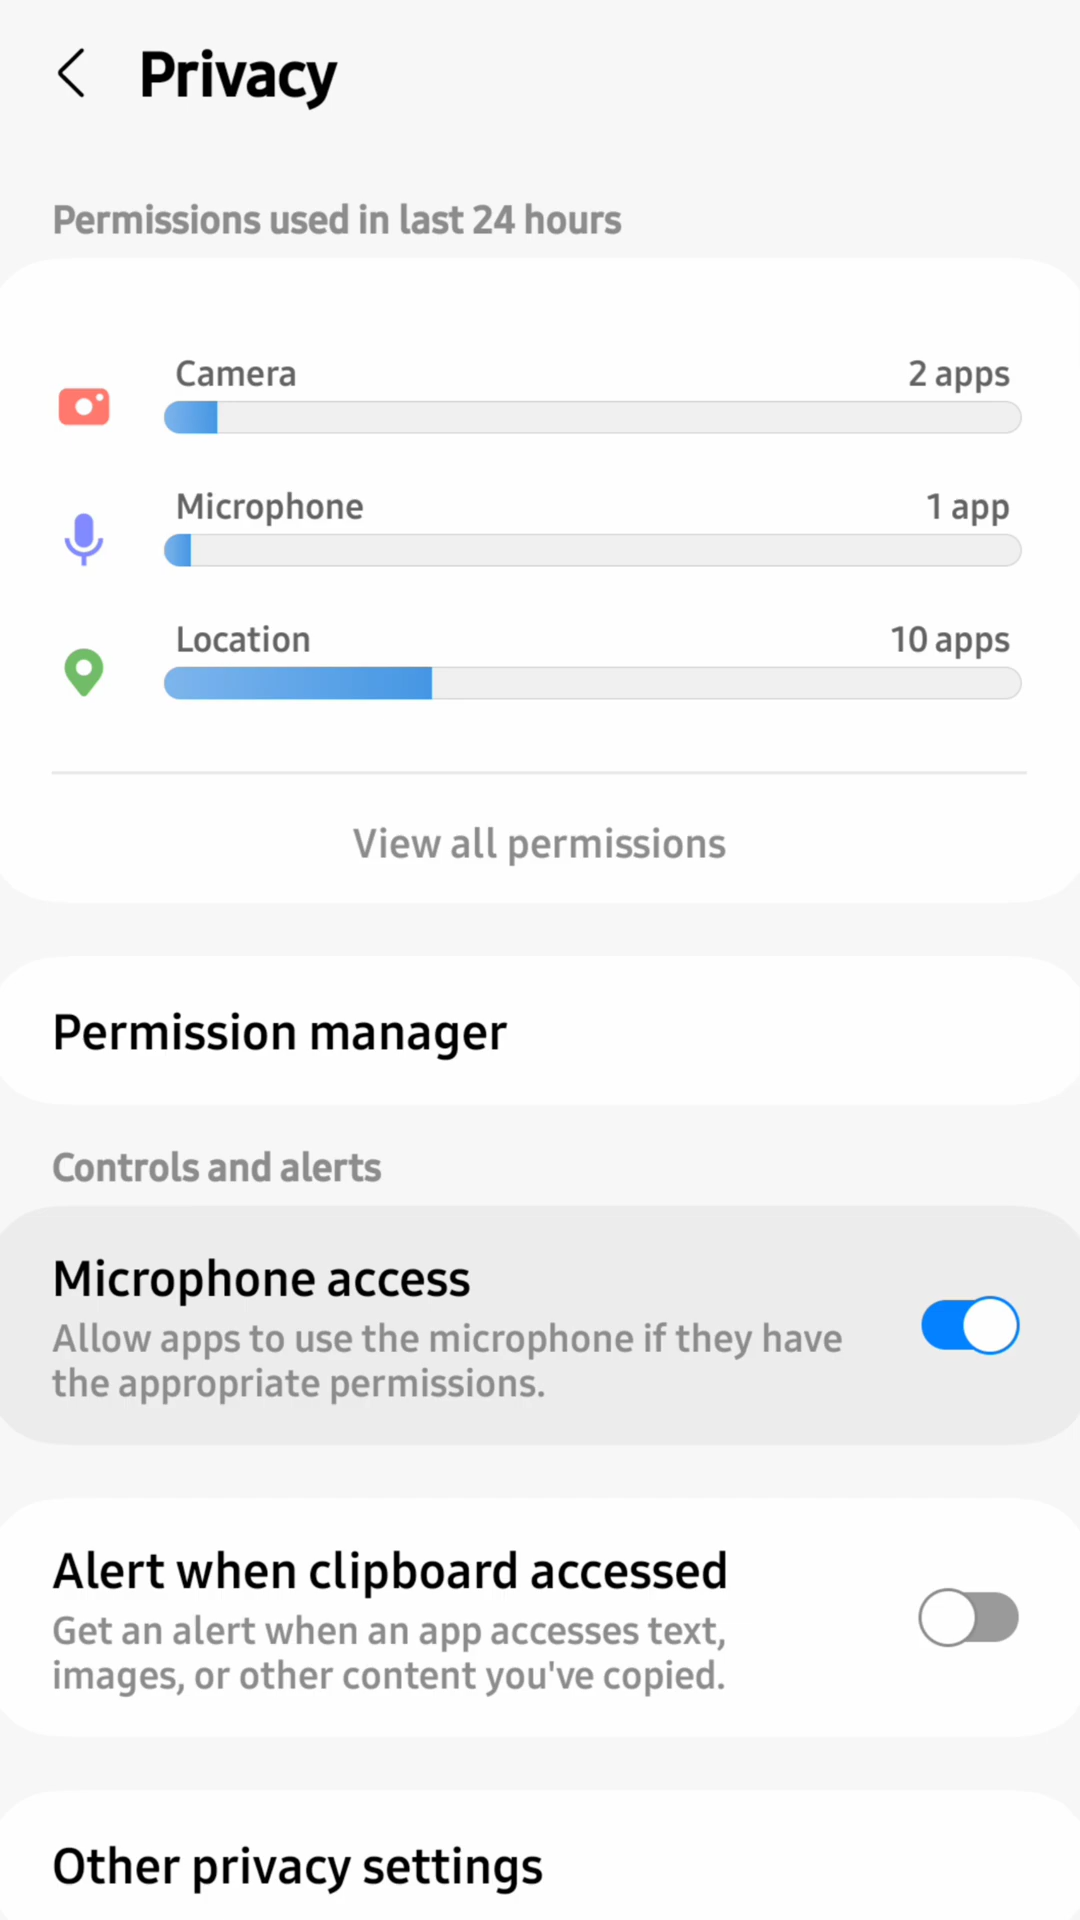 Privacy
Permissions used in last 24 hours
Camera
2 apps
Microphone
1 app
Location
10 apps
View all permissions
Permission manager
Controls and alerts
Microphone access
Allow apps to use the microphone if they have
the appropriate permissions.
Alert when clipboard accessed
Get an alert when an app accesses text,
images, or other content you've copied.
Other privacy settings